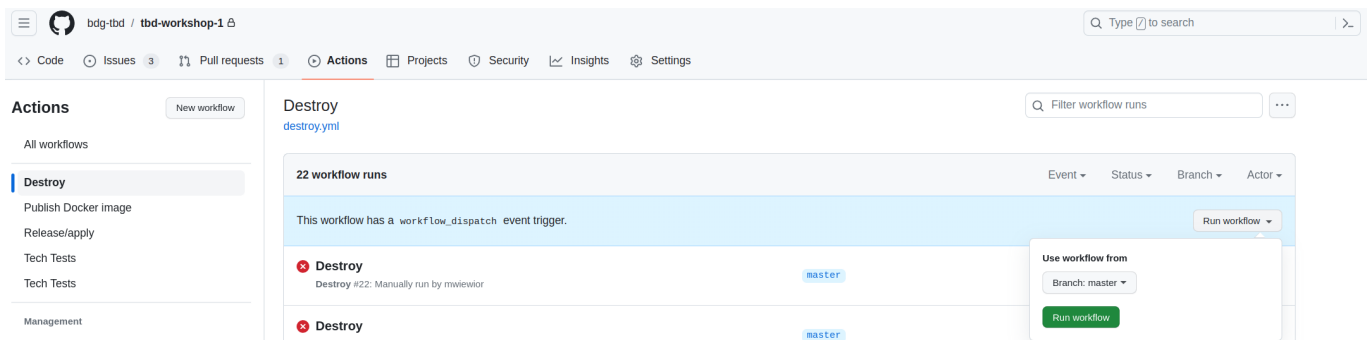 bdg-tbd / tbd-workshop-1
Type / to search
Code
Issues 3
Pull requests 1
Actions
Projects
Security
Insights
Settings
Actions
New workflow
All workflows
Destroy
Publish Docker image
Release/apply
Tech Tests
Tech Tests
Management
Destroy
destroy.yml
Filter workflow runs
22 workflow runs
Event
Status
Branch
Actor
This workflow has a workflow_dispatch event trigger.
Run workflow
Use workflow from
Branch: master
Run workflow
Destroy
Destroy #22: Manually run by mwiewior
master
Destroy
master